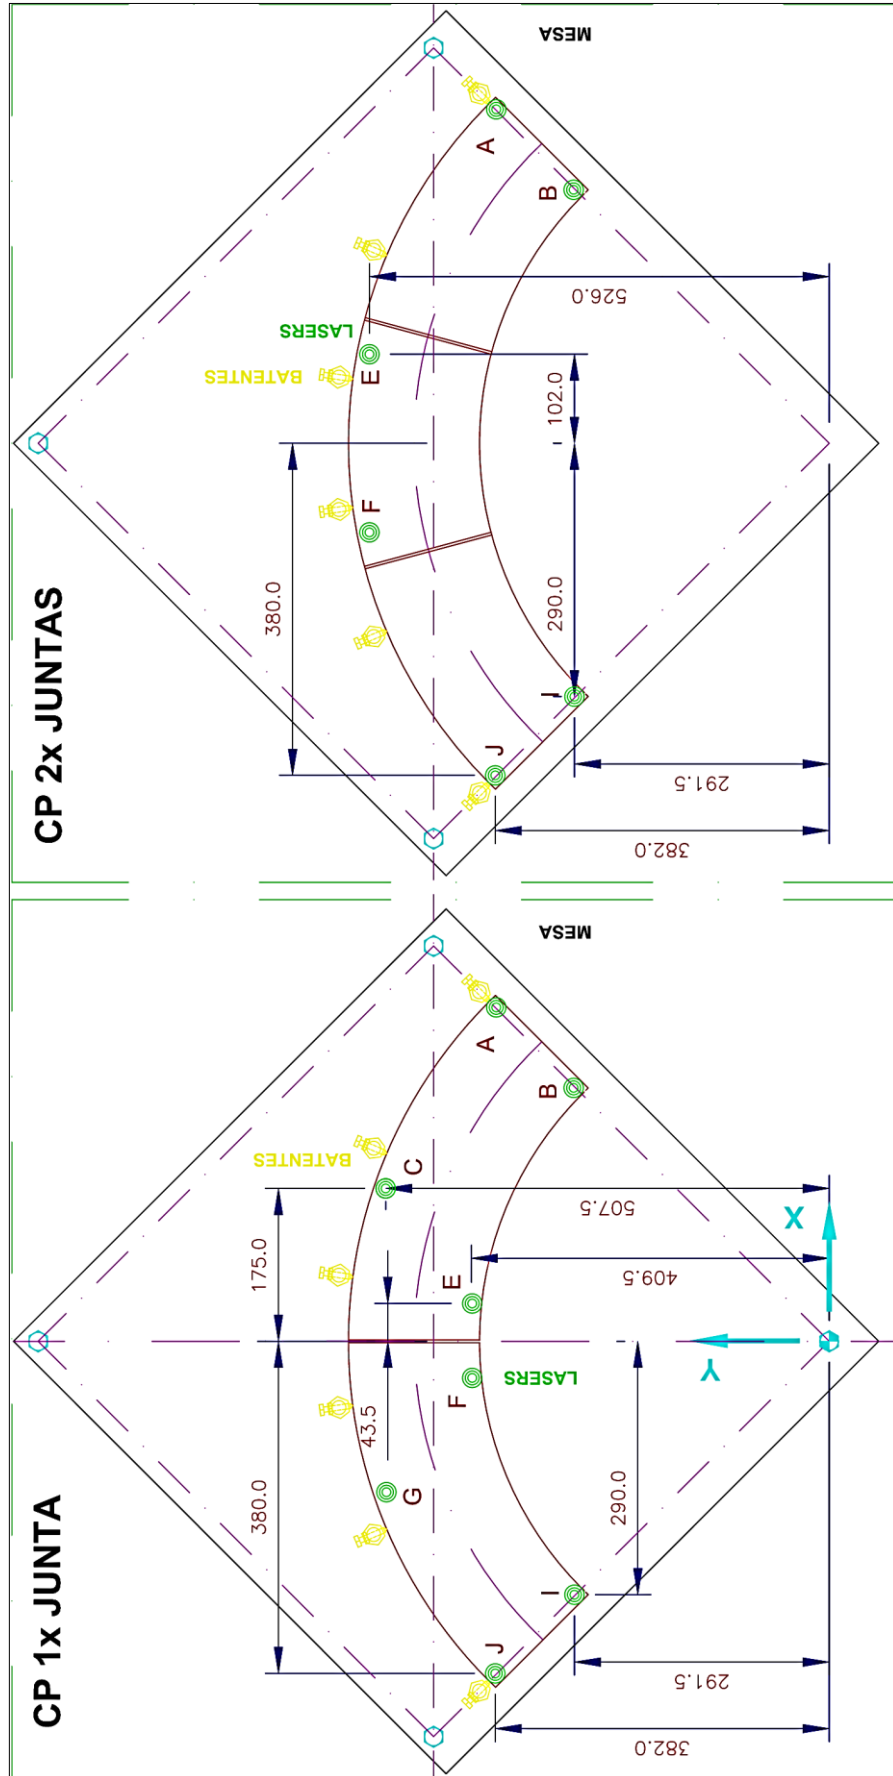 CP 2x JUNTAS
MESA
A
B
LASERS
BATENTES
E
F
J
I
526.0
102.0
380.0
290.0
291.5
382.0
CP 1x JUNTA
MESA
A
B
BATENTES
C
E
F
G
LASERS
J
I
X
Y
175.0
507.5
409.5
43.5
380.0
290.0
291.5
382.0